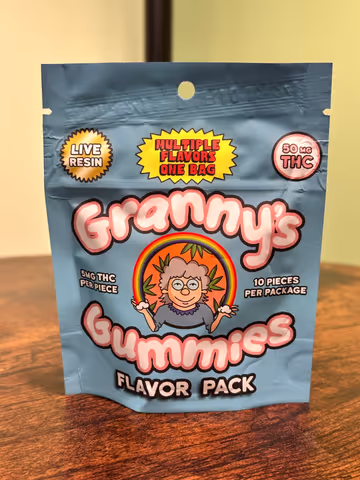 LIVE
RESIN
MULTIPLE
FLAVORS
ONE BAG
50 MG
THC
Granny's
5MG THC
PER PIECE
10 PIECES
PER PACKAGE
Gummies
FLAVOR PACK